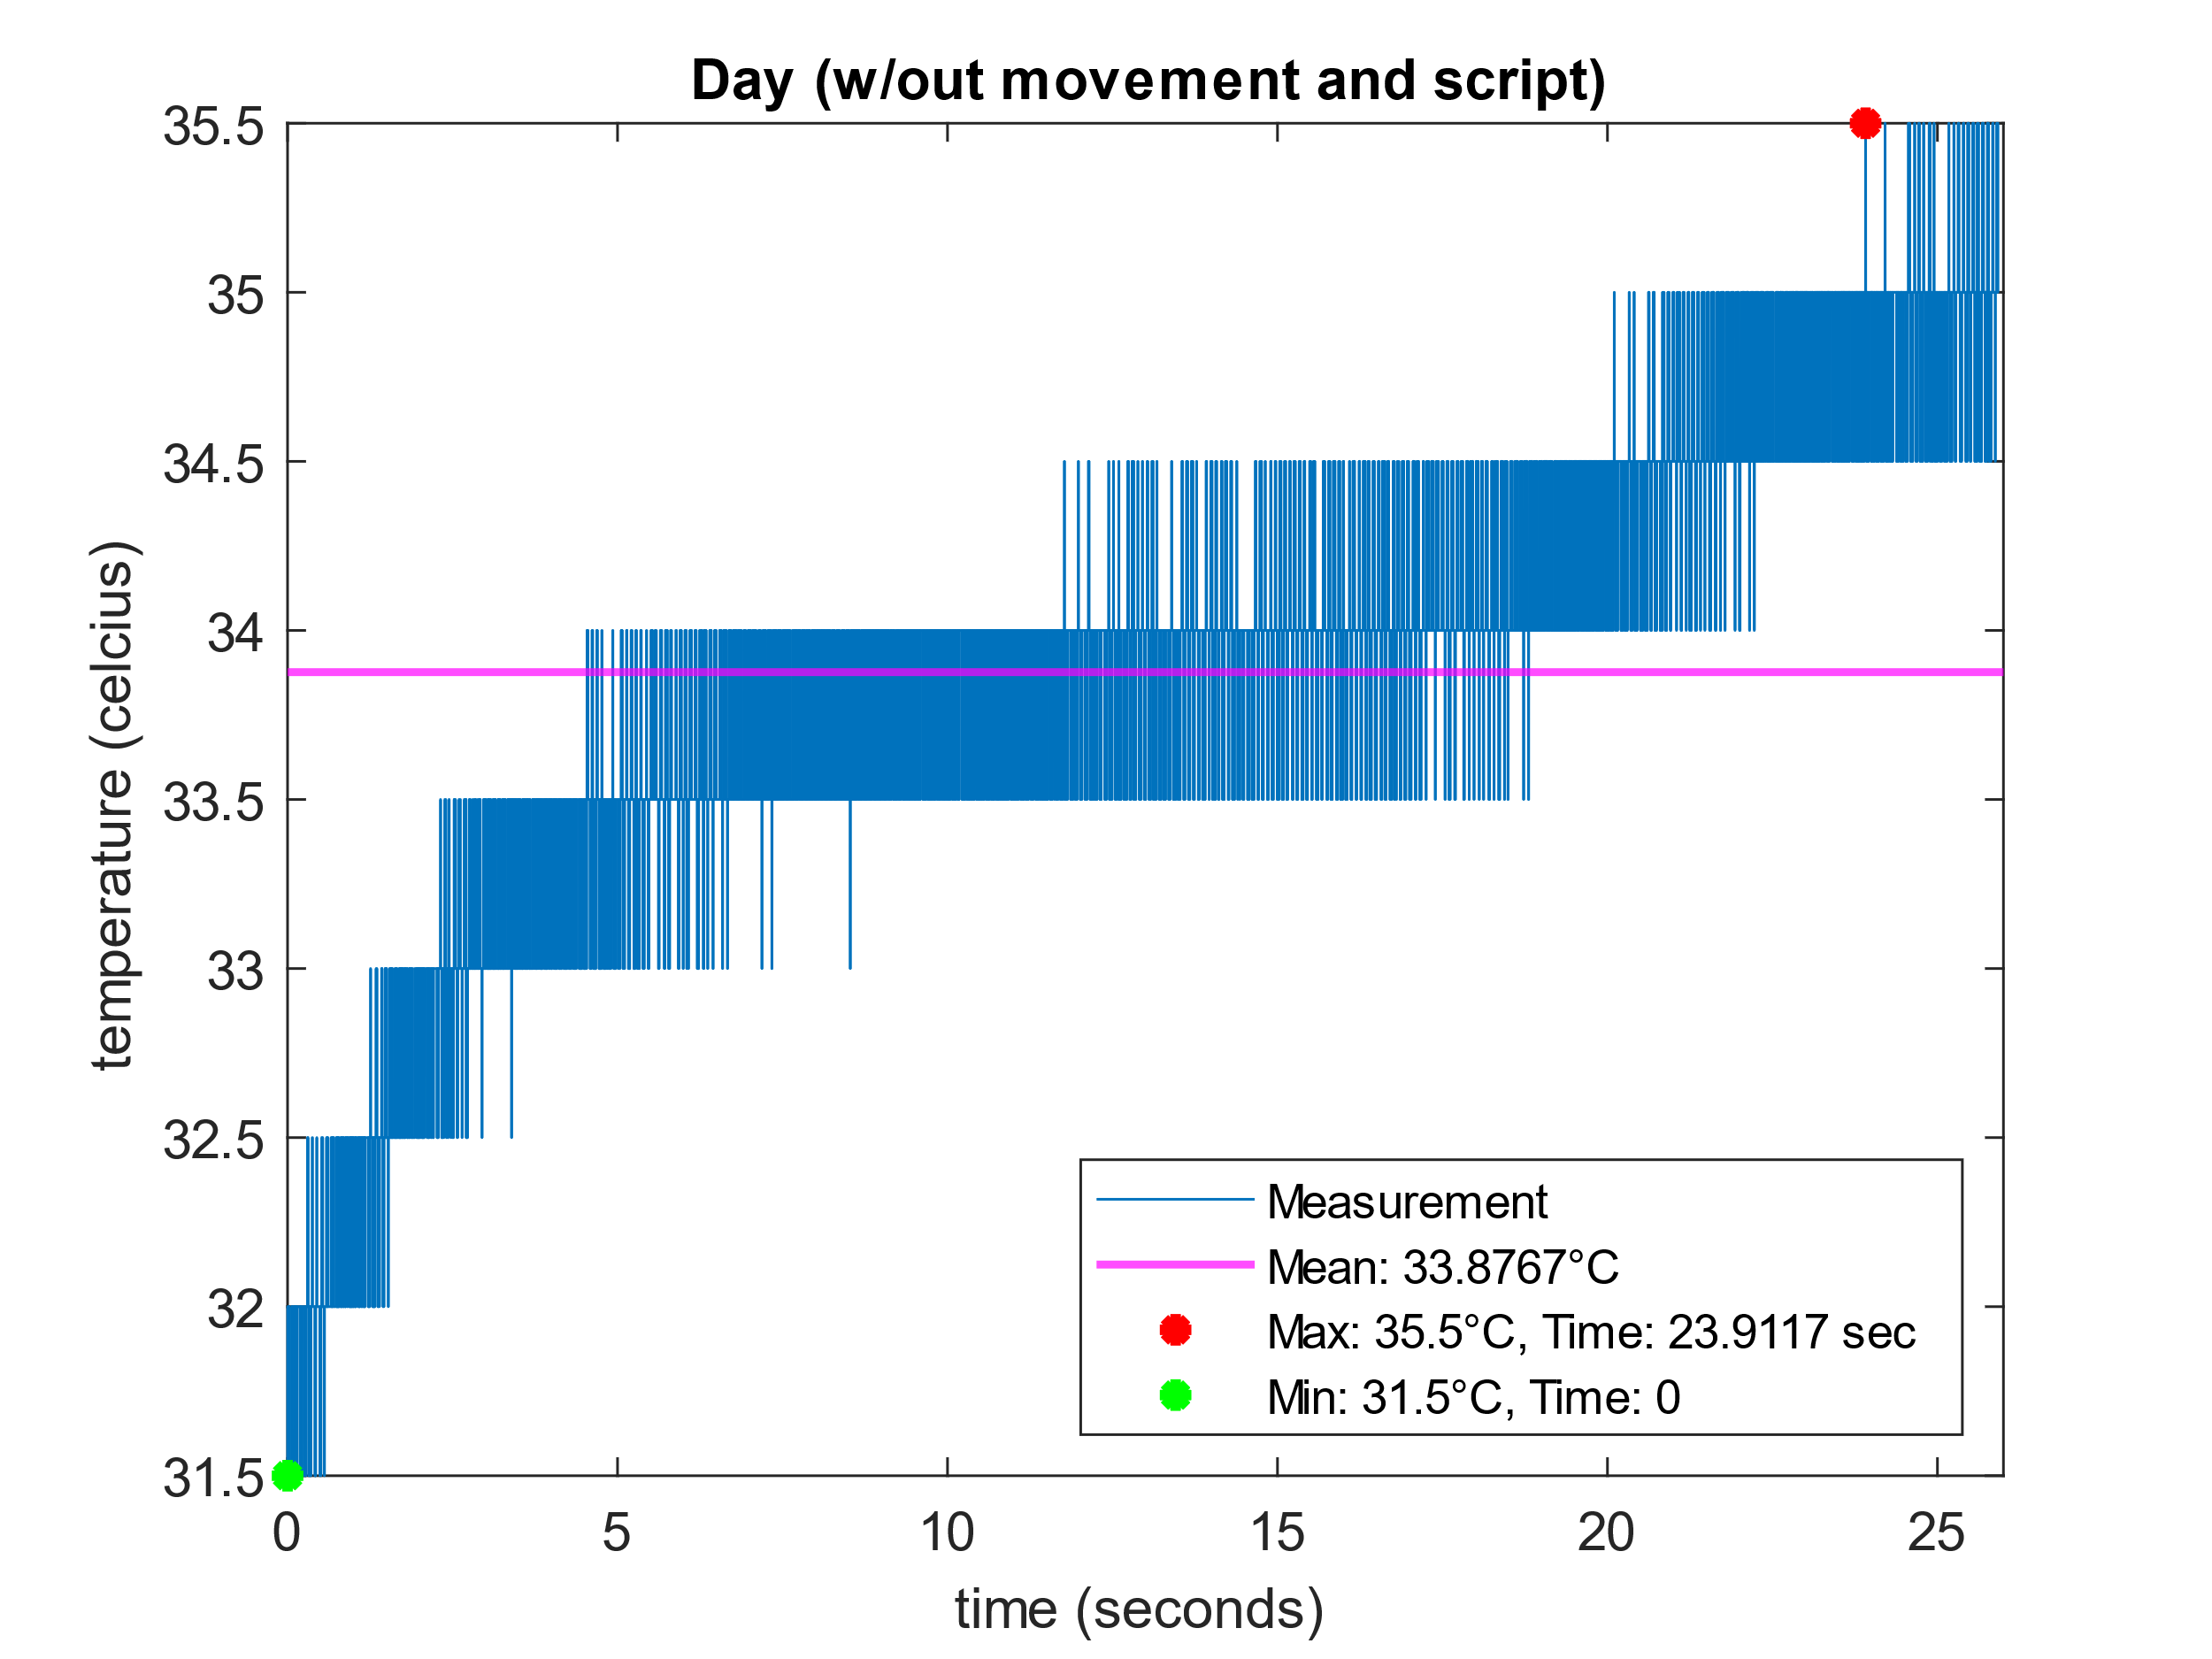 Day (w/out movement and script)
35.5
35
34.5
34
33.5
33
32.5
32
31.5
temperature (celcius)
Measurement
Mean: 33.8767°C
Max: 35.5°C, Time: 23.9117 sec
Min: 31.5°C, Time: 0
0 5 10 15 20 25
time (seconds)